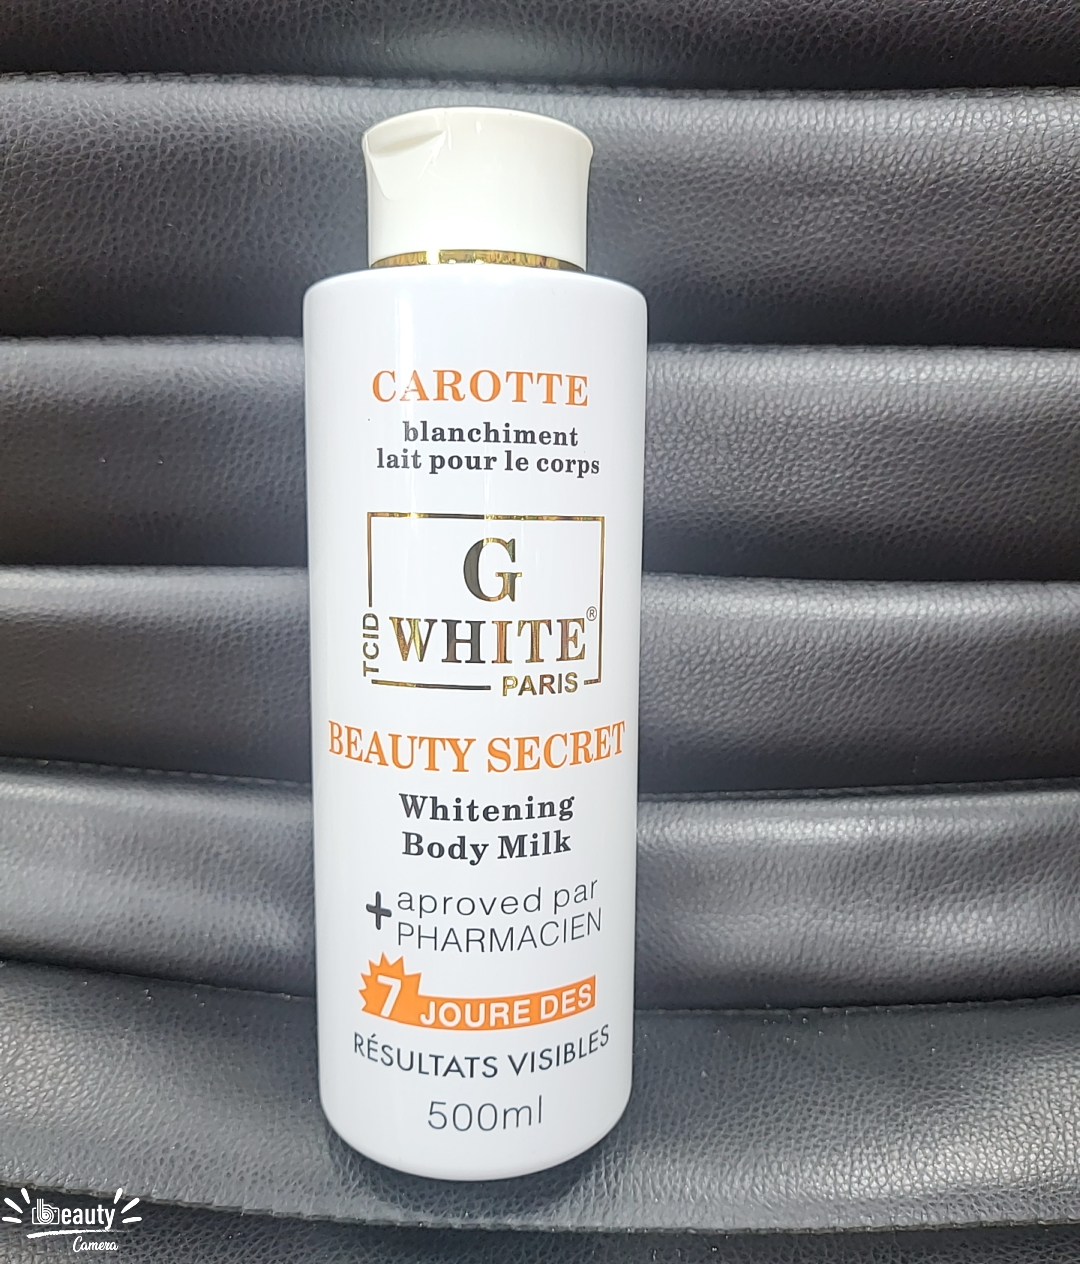 CAROTTE
blanchiment
lait pour le corps
G
WHITE®
TCID
PARIS
BEAUTY SECRET
Whitening
Body Milk
+ aproved par
PHARMACIEN
7 JOURE DES
RÉSULTATS VISIBLES
500ml
beauty
Camera